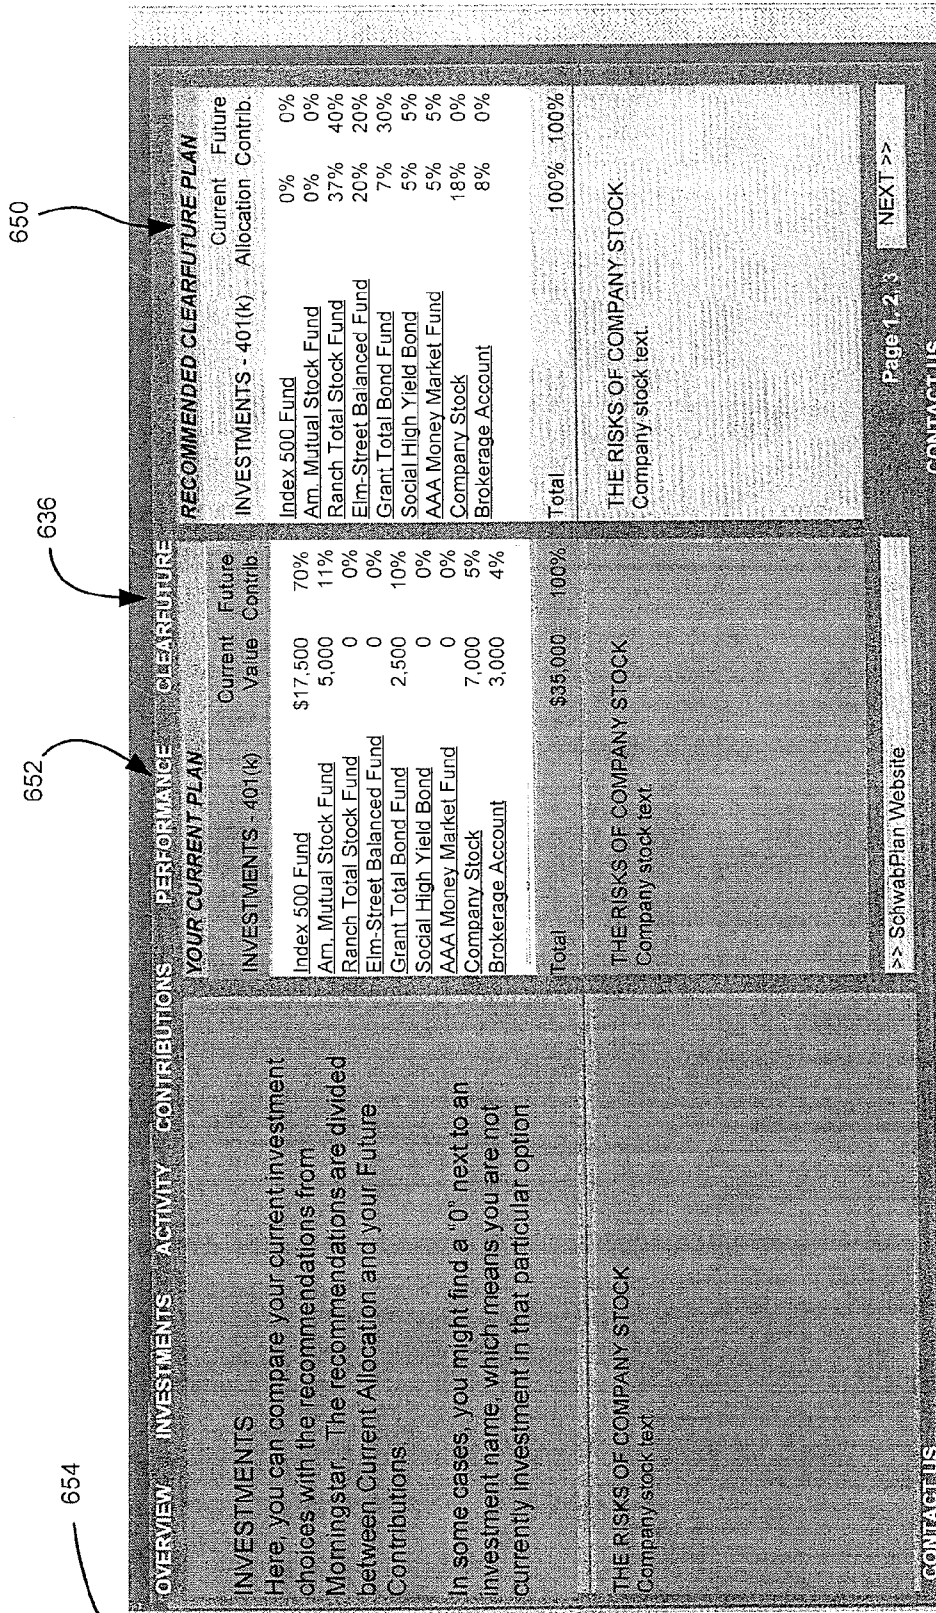 654
652
636
650
OVERVIEW INVESTMENTS ACTIVITY CONTRIBUTIONS PERFORMANCE CLEARFUTURE
INVESTMENTS
Here, you can compare your current investment
choices with the recommendations from
Morningstar. The recommendations are divided
between Current Allocation and your Future
Contributions
In some cases, you might find a "0" next to an
investment name, which means you are not
currently investment in that particular option
THE RISKS OF COMPANY STOCK
Company stock text.
YOUR CURRENT PLAN
Current Future
INVESTMENTS - 401(k) Value Contrib.
Index 500 Fund $17,500 70%
Am. Mutual Stock Fund 5,000 11%
Ranch Total Stock Fund 0 0%
Elm-Street Balanced Fund 0 0%
Grant Total Bond Fund 2,500 10%
Social High Yield Bond 0 0%
AAA Money Market Fund 0 0%
Company Stock 7,000 5%
Brokerage Account 3,000 4%
Total $35,000 100%
THE RISKS OF COMPANY STOCK
Company stock text.
>> SchwabPlan Website
RECOMMENDED CLEARFUTURE PLAN
Current Future
INVESTMENTS - 401(k) Allocation Contrib.
Index 500 Fund 0% 0%
Am. Mutual Stock Fund 0% 0%
Ranch Total Stock Fund 37% 40%
Elm-Street Balanced Fund 20% 20%
Grant Total Bond Fund 7% 30%
Social High Yield Bond 5% 5%
AAA Money Market Fund 5% 5%
Company Stock 18% 0%
Brokerage Account 8% 0%
Total 100% 100%
THE RISKS OF COMPANY STOCK
Company stock text.
Page 1, 2, 3 NEXT >>
CONTACT US CONTACT US